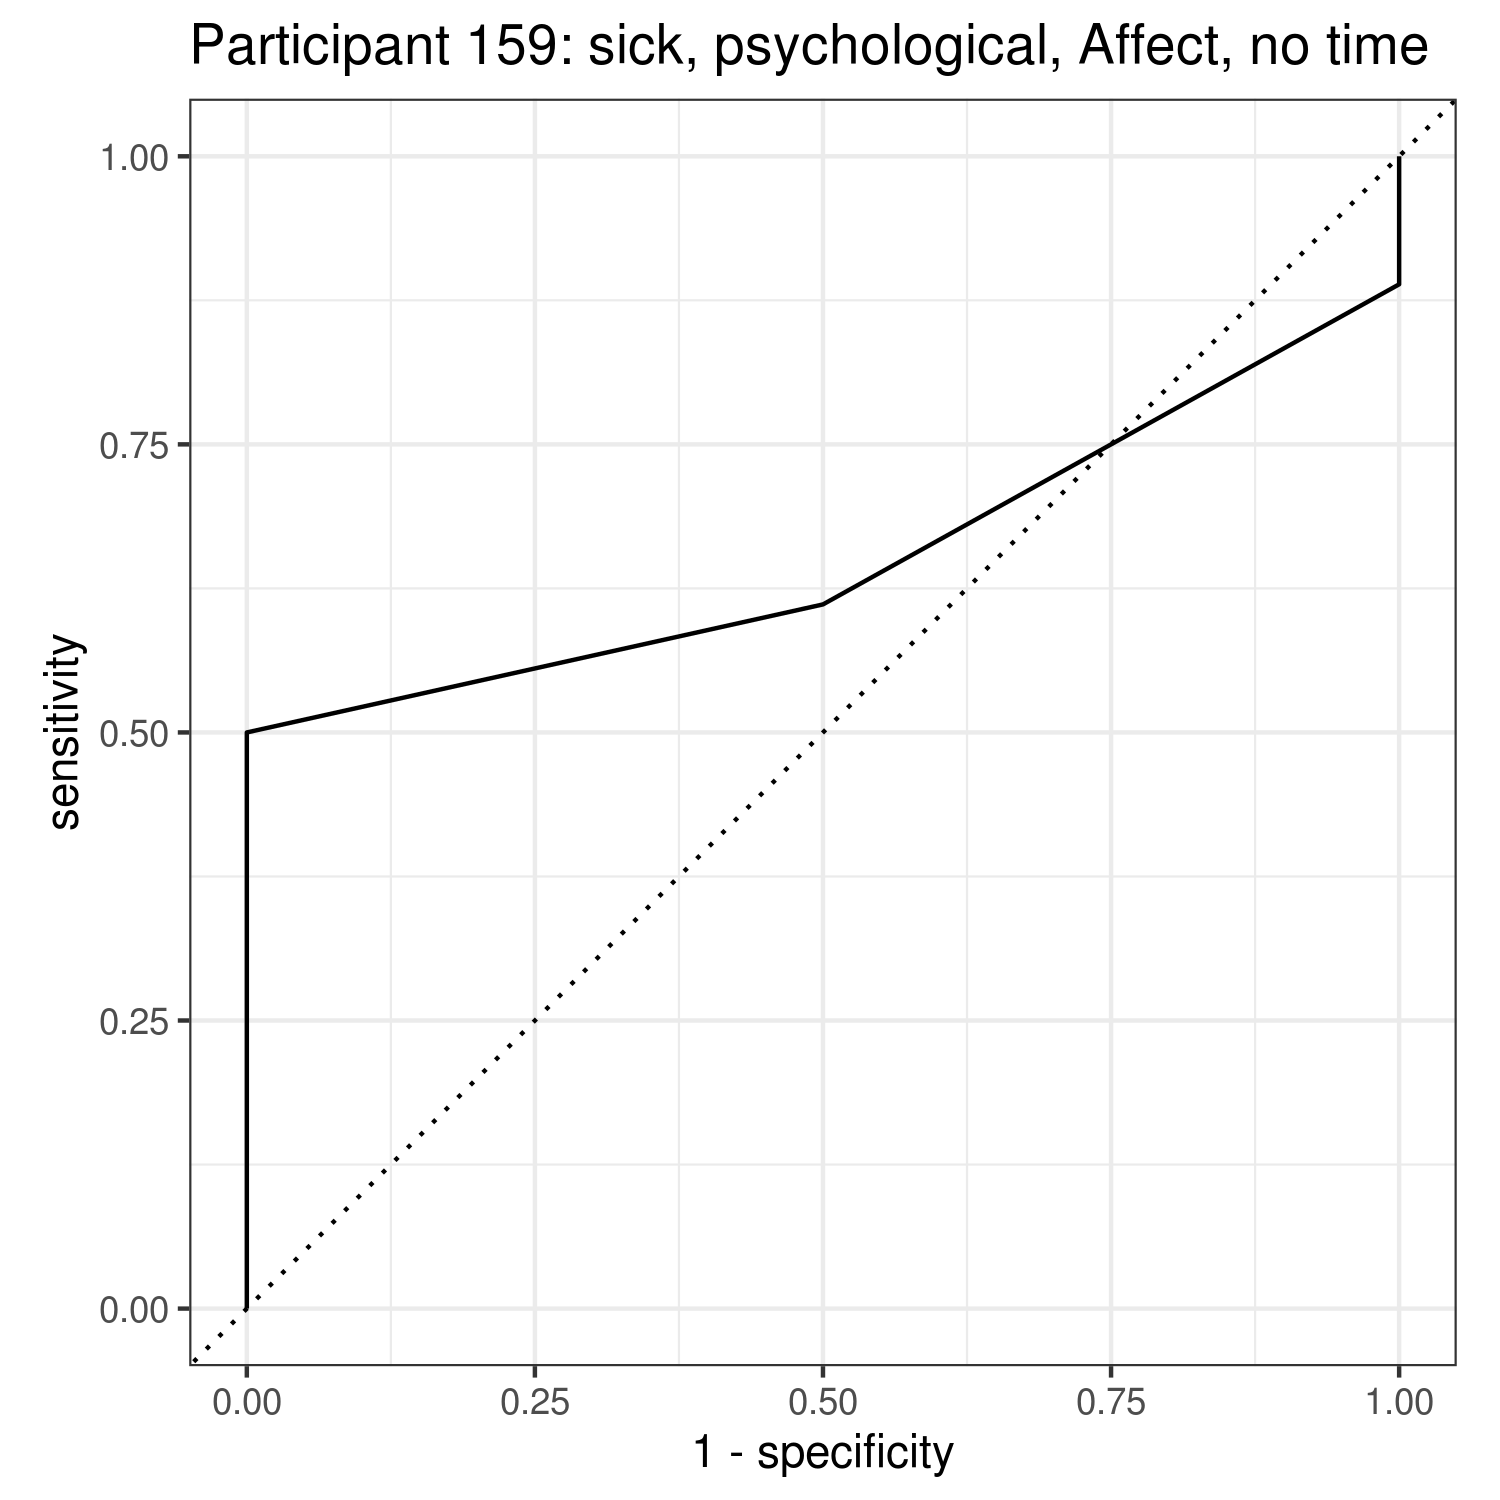 Participant 159: sick, psychological, Affect, no time
1.00
0.75
0.50
0.25
0.00
sensitivity
0.00 0.25 0.50 0.75 1.00
1 - specificity